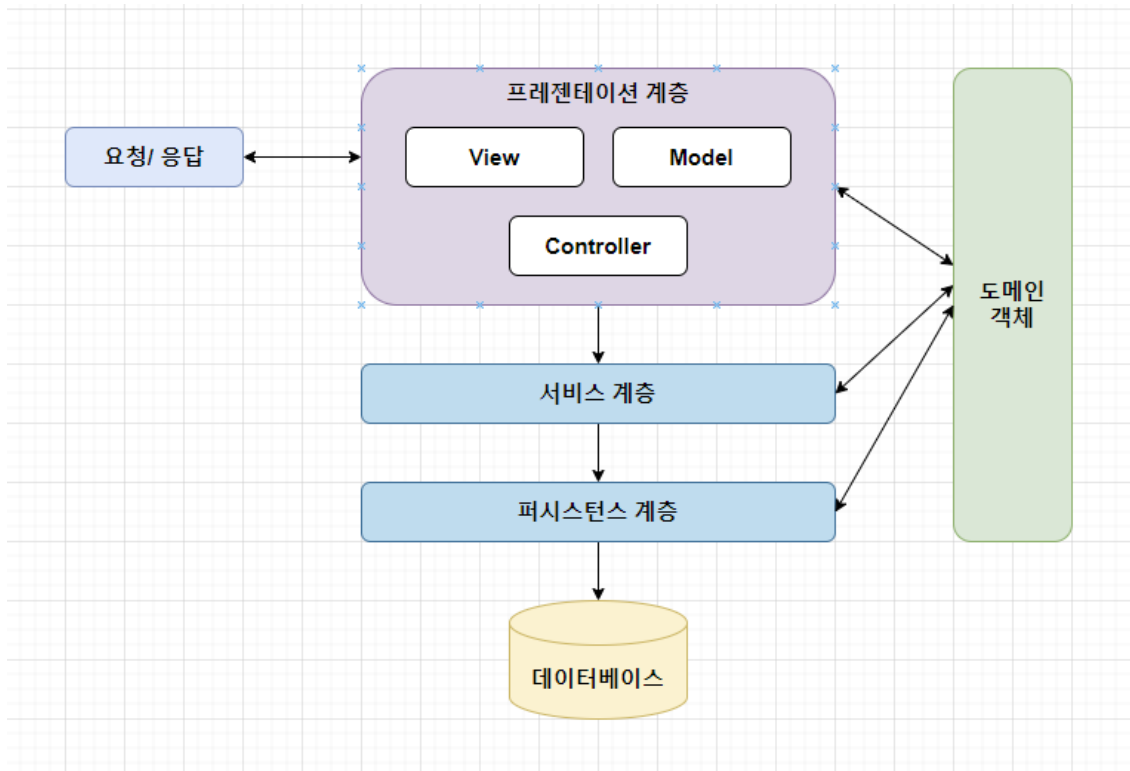 프레젠테이션 계층
요청/ 응답
View
Model
Controller
도메인
객체
서비스 계층
퍼시스턴스 계층
데이터베이스